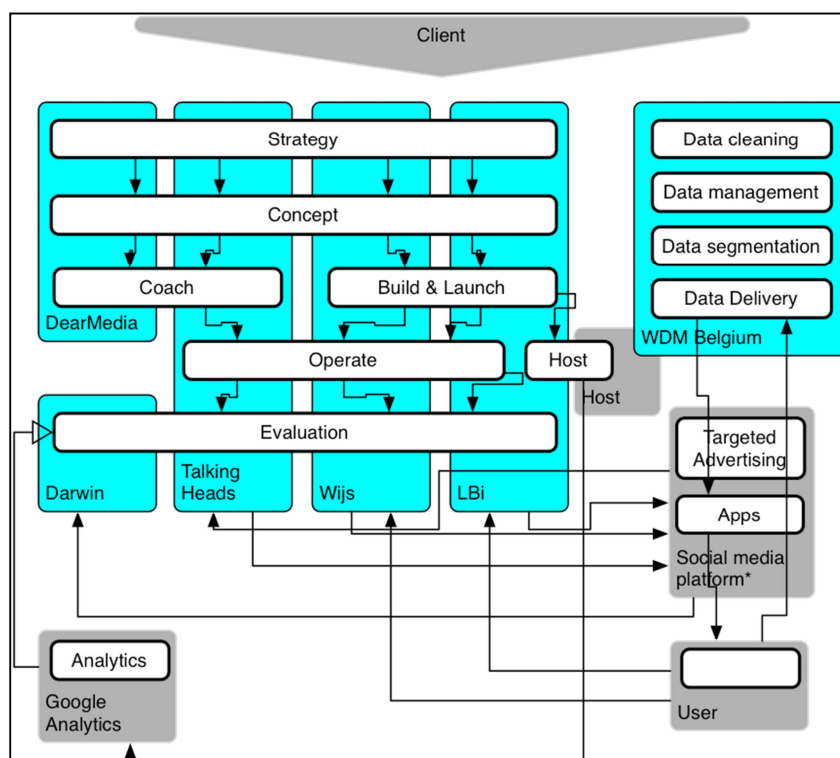 Client
Strategy
Data cleaning
Data management
Concept
Data segmentation
Coach
Build & Launch
Data Delivery
DearMedia
WDM Belgium
Operate
Host
Host
Evaluation
Targeted
Advertising
Darwin
Talking
Heads
Wijs
LBi
Apps
Social media
platform*
Analytics
Google
Analytics
User